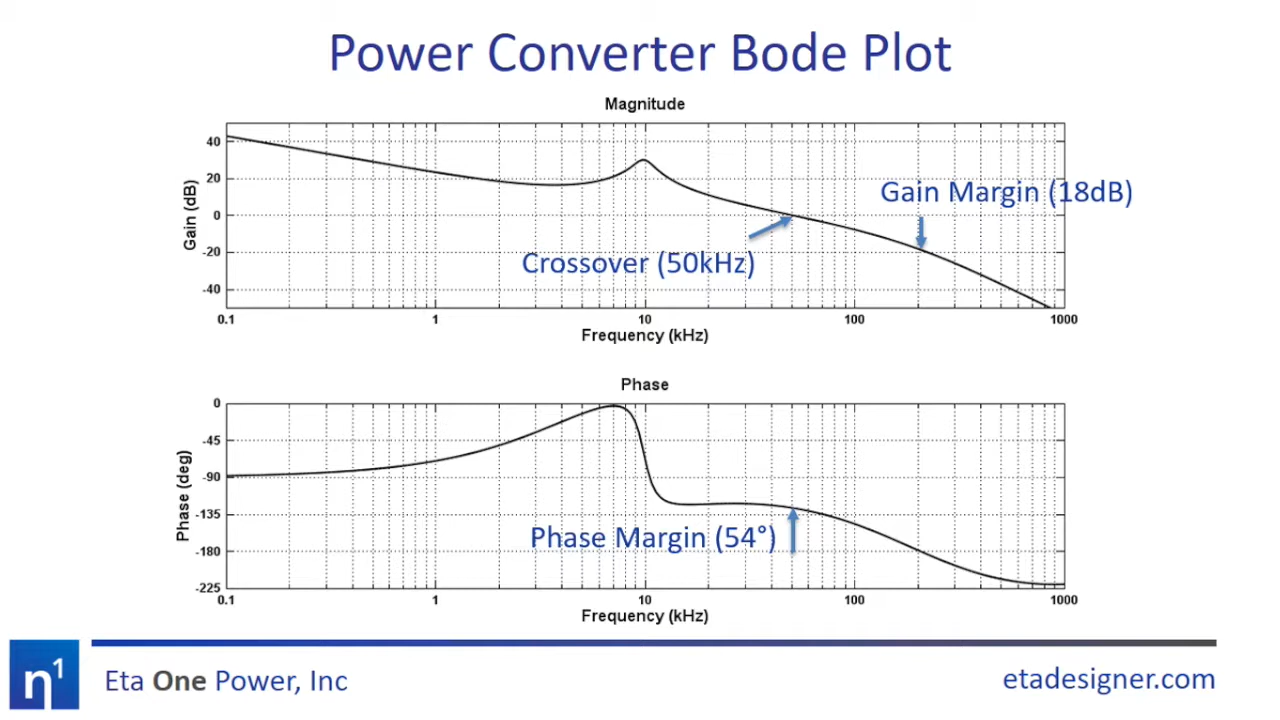 Power Converter Bode Plot
Magnitude
40
20
0
-20
-40
Gain (dB)
Gain Margin (18dB)
Crossover (50kHz)
0.1 1 10 100 1000
Frequency (kHz)
Phase
0
-45
-90
-135
-180
-225
Phase (deg)
Phase Margin (54°)
0.1 1 10 100 1000
Frequency (kHz)
η1
Eta One Power, Inc
etadesigner.com